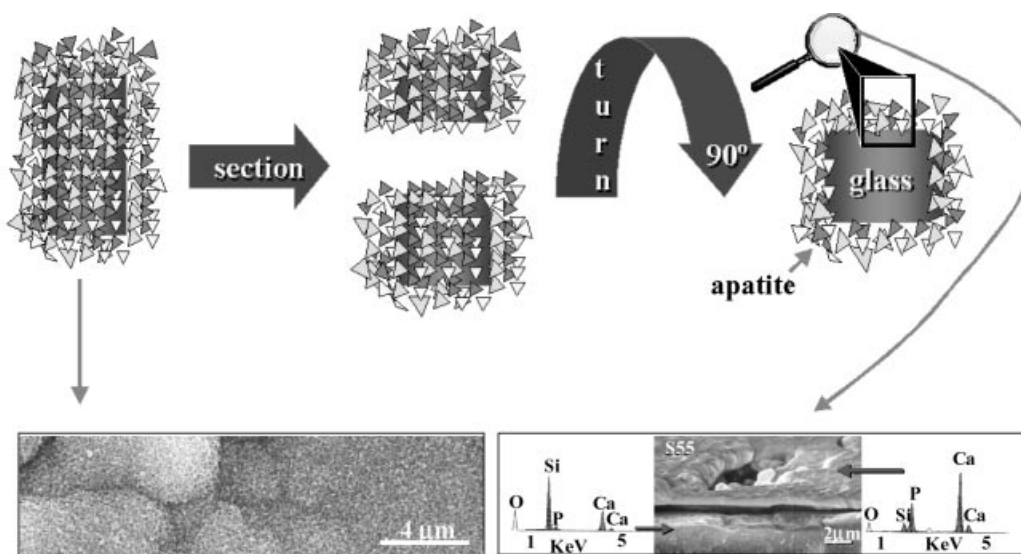 section
turn
90º
glass
apatite
4 μm
O Si P Ca Ca
1 KeV 5
S55
2μm
O Si P Ca Ca
1 KeV 5